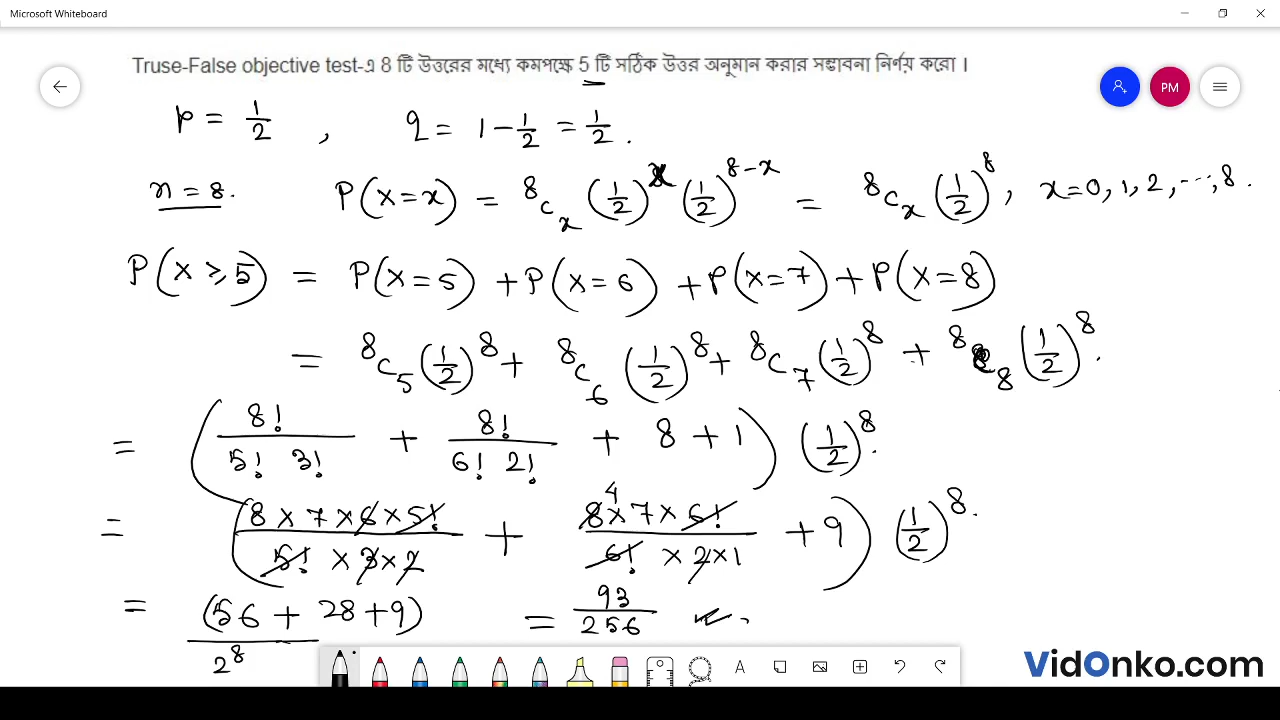 Microsoft Whiteboard
Truse-False objective test-এ 8 টি উত্তরের মধ্যে কমপক্ষে 5 টি সঠিক উত্তর অনুমান করার সম্ভাবনা নির্ণয় করো ।
PM
p = 1/2 , q = 1 - 1/2 = 1/2 .
n = 8. P(X=x) = ⁸Cₓ (1/2)^x (1/2)^(8-x) = ⁸Cₓ (1/2)^8 , x=0, 1, 2, ..., 8.
P(X ≥ 5) = P(X=5) + P(X=6) + P(X=7) + P(X=8)
= ⁸C₅ (1/2)^8 + ⁸C₆ (1/2)^8 + ⁸C₇ (1/2)^8 + ⁸C₈ (1/2)^8 .
= (8!/(5! 3!) + 8!/(6! 2!) + 8 + 1) (1/2)^8 .
= ((8×7×6×5!)/(5!×3×2) + (8×7×6!)/(6!×2×1) + 9) (1/2)^8 .
4
= (56 + 28 + 9)/2^8 = 93/256
A
VidOnko.com